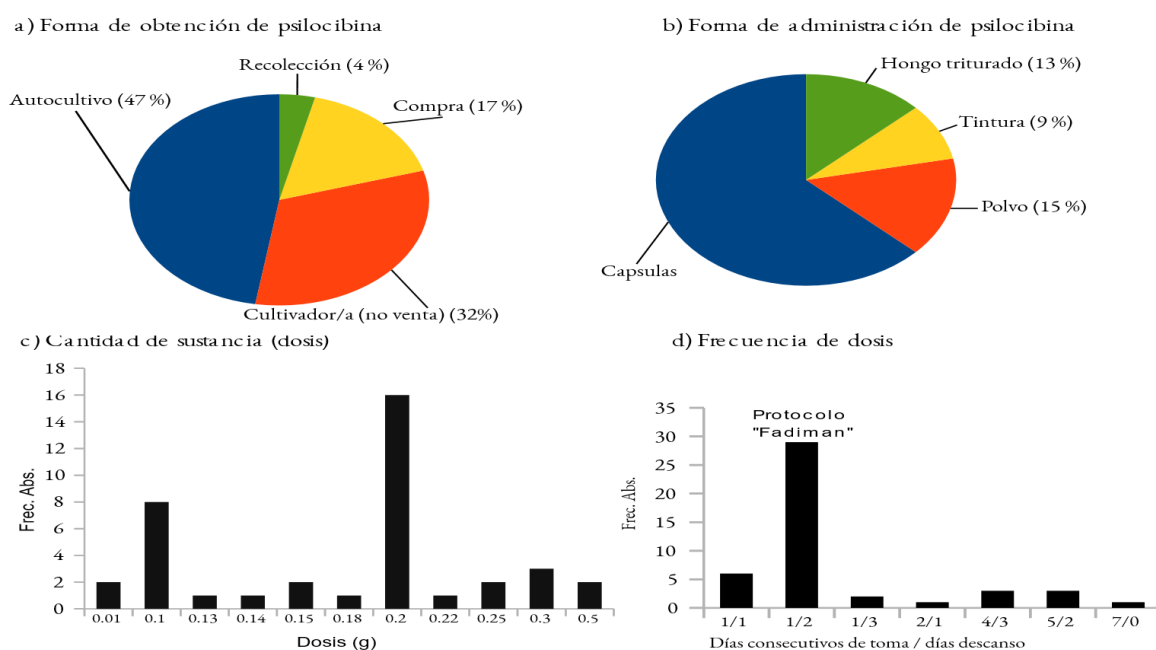 a) Forma de obtención de psilocibina
Recolección (4 %)
Autocultivo (47 %)
Compra (17 %)
Cultivador/a (no venta) (32%)
b) Forma de administración de psilocibina
Hongo triturado (13 %)
Tintura (9 %)
Polvo (15 %)
Capsulas
c) Cantidad de sustancia (dosis)
18
16
14
12
10
8
6
4
2
0
Frec. Abs.
0.01 0.1 0.13 0.14 0.15 0.18 0.2 0.22 0.25 0.3 0.5
Dosis (g)
d) Frecuencia de dosis
35
30
25
20
15
10
5
0
Frec. Abs.
Protocolo
"Fadiman"
1/1 1/2 1/3 2/1 4/3 5/2 7/0
Días consecutivos de toma / días descanso